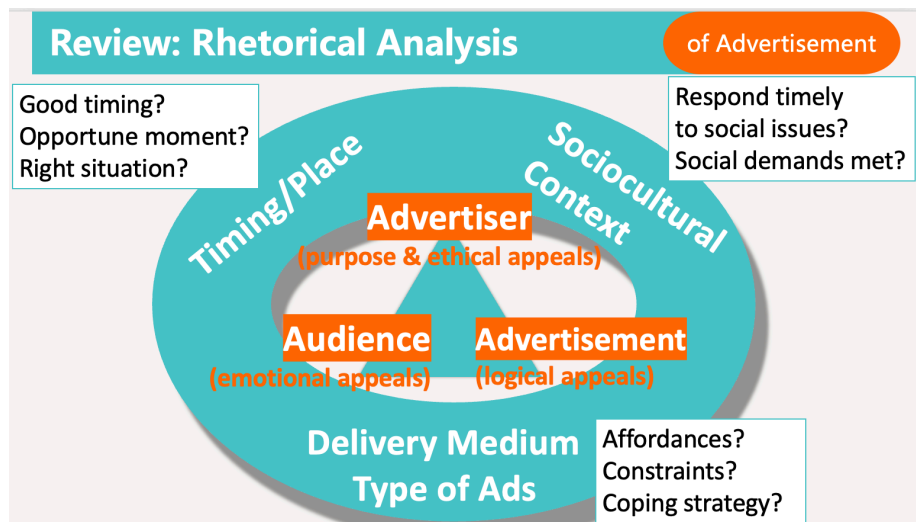 Review: Rhetorical Analysis
of Advertisement
Good timing?
Opportune moment?
Right situation?
Respond timely
to social issues?
Social demands met?
Timing/Place
Sociocultural
Context
Advertiser
(purpose & ethical appeals)
Audience
(emotional appeals)
Advertisement
(logical appeals)
Delivery Medium
Type of Ads
Affordances?
Constraints?
Coping strategy?